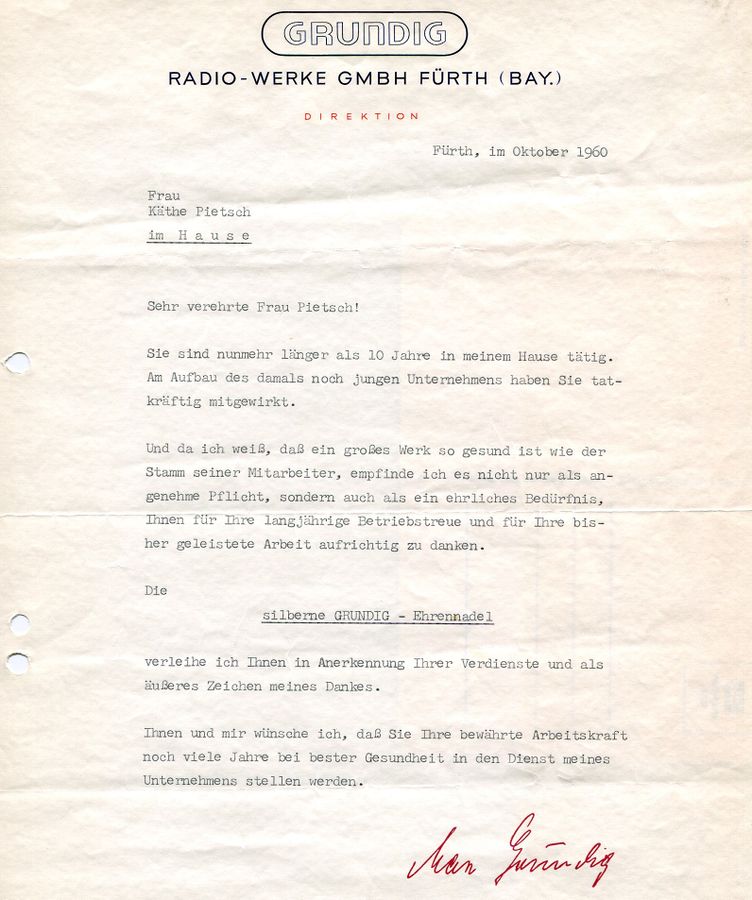 GRUNDIG
RADIO-WERKE GMBH FÜRTH (BAY.)
DIREKTION
Fürth, im Oktober 1960
Frau
Käthe Pietsch
im Hause
Sehr verehrte Frau Pietsch!
Sie sind nunmehr länger als 10 Jahre in meinem Hause tätig.
Am Aufbau des damals noch jungen Unternehmens haben Sie tat-
kräftig mitgewirkt.
Und da ich weiß, daß ein großes Werk so gesund ist wie der
Stamm seiner Mitarbeiter, empfinde ich es nicht nur als an-
genehme Pflicht, sondern auch als ein ehrliches Bedürfnis,
Ihnen für Ihre langjährige Betriebstreue und für Ihre bis-
her geleistete Arbeit aufrichtig zu danken.
Die
silberne GRUNDIG - Ehrennadel
verleihe ich Ihnen in Anerkennung Ihrer Verdienste und als
äußeres Zeichen meines Dankes.
Ihnen und mir wünsche ich, daß Sie Ihre bewährte Arbeitskraft
noch viele Jahre bei bester Gesundheit in den Dienst meines
Unternehmens stellen werden.
Max Grundig